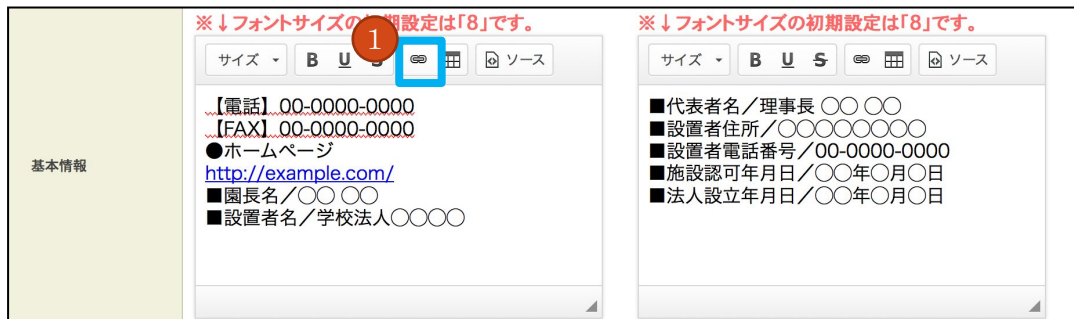 ※↓フォントサイズの初期設定は「8」です。
1
サイズ B U S ソース
【電話】00-0000-0000
【FAX】00-0000-0000
●ホームページ
http://example.com/
■園長名／〇〇 〇〇
■設置者名／学校法人〇〇〇〇
基本情報
※↓フォントサイズの初期設定は「8」です。
サイズ B U S ソース
■代表者名／理事長 〇〇 〇〇
■設置者住所／〇〇〇〇〇〇〇〇
■設置者電話番号／00-0000-0000
■施設認可年月日／〇〇年〇月〇日
■法人設立年月日／〇〇年〇月〇日